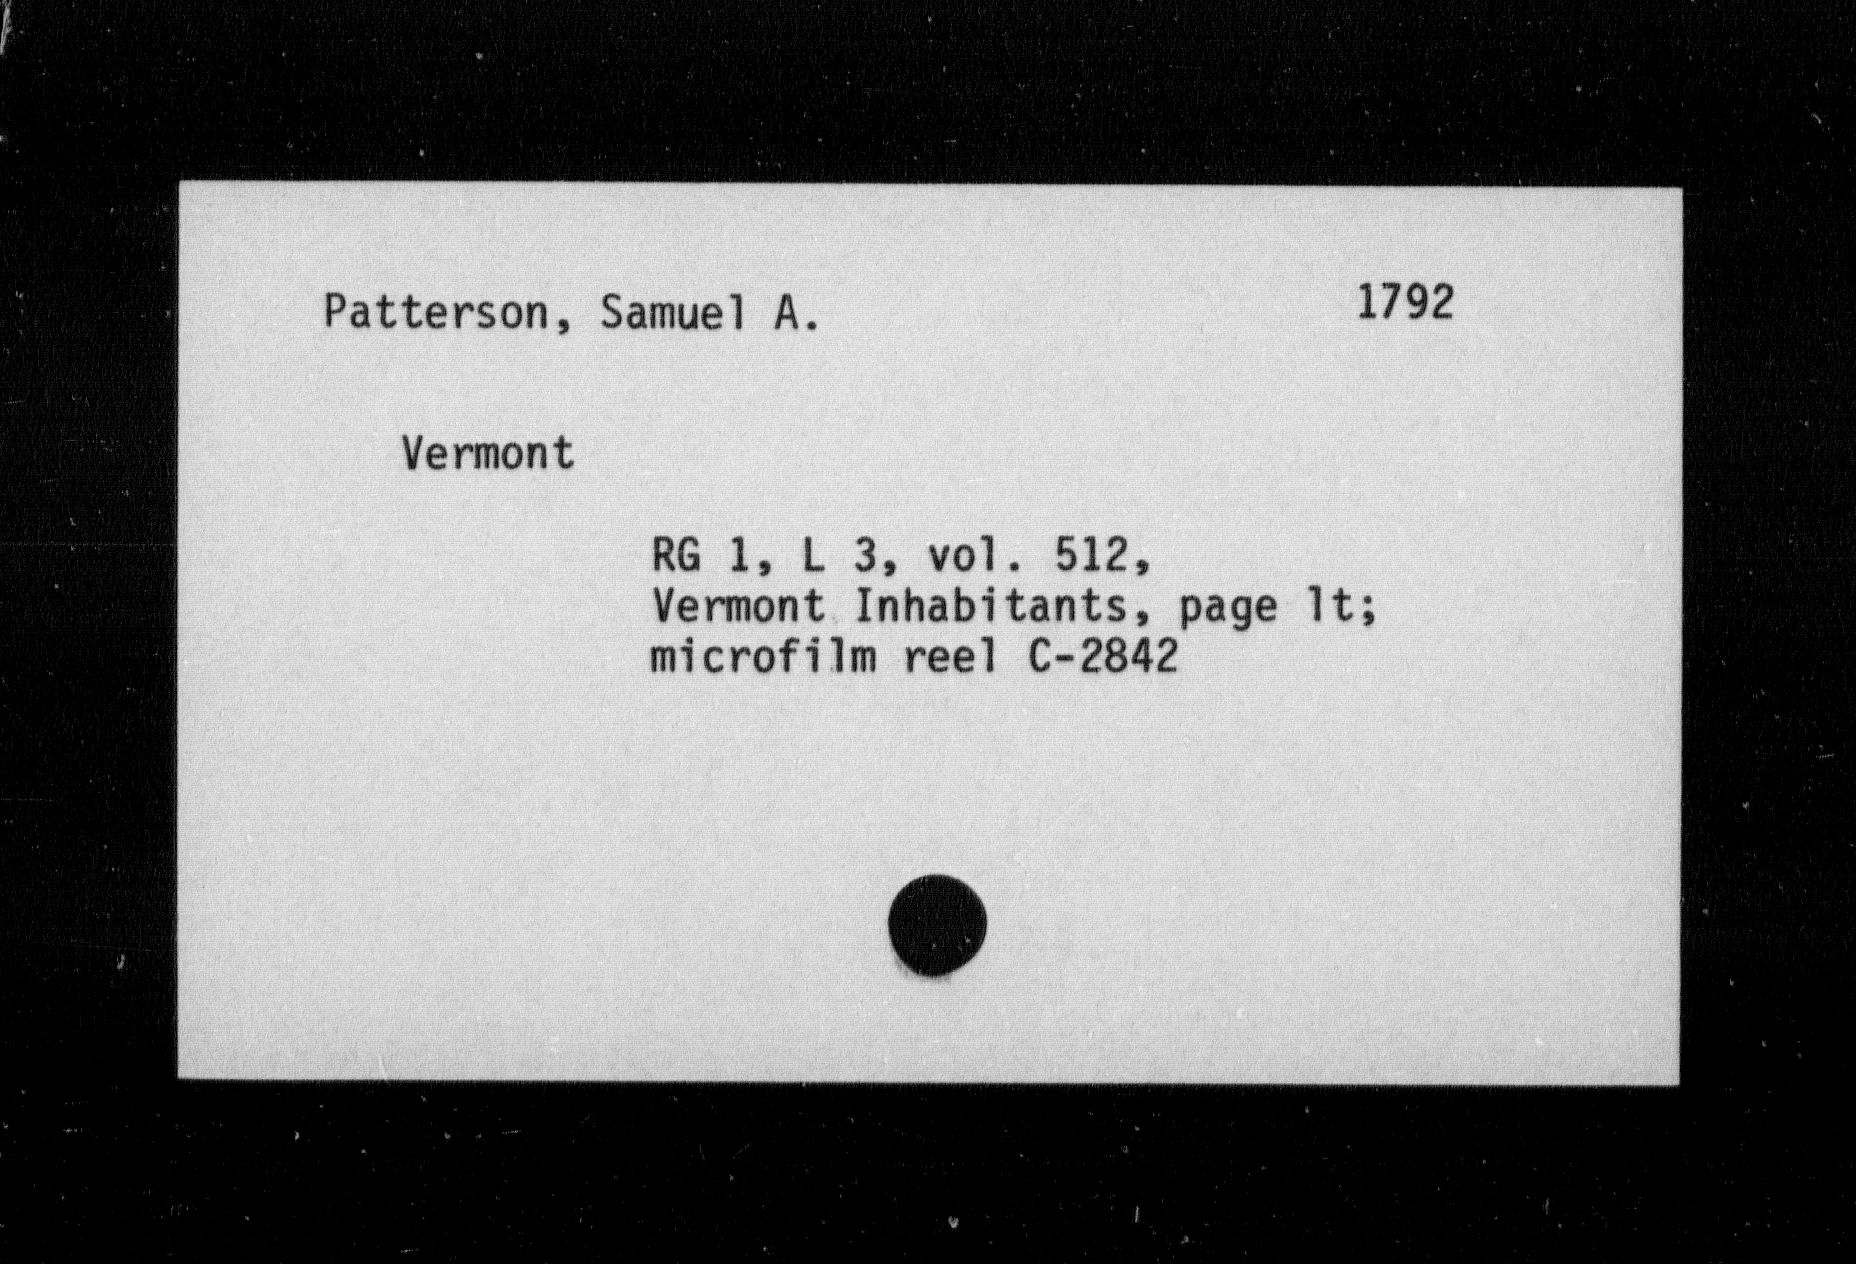 Patterson, Samuel A. 1792
Vermont
RG 1, L 3, vol. 512,
Vermont Inhabitants, page 1t;
microfilm reel C-2842